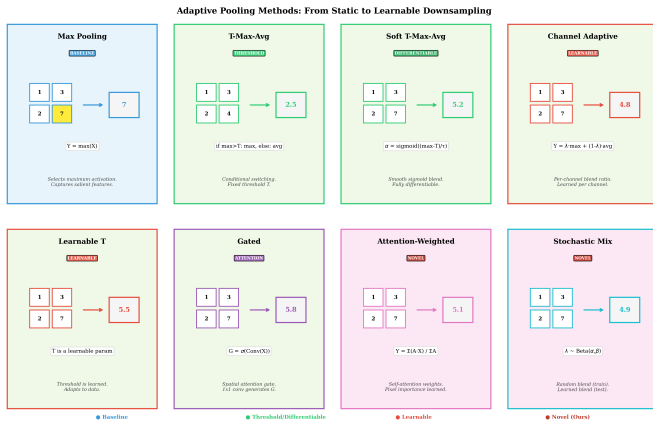 Adaptive Pooling Methods: From Static to Learnable Downsampling
Max Pooling
BASELINE
1 3
2 7
7
Y = max(X)
Selects maximum activation.
Captures salient features.
T-Max-Avg
THRESHOLD
1 3
2 4
2.5
if max>T: max, else: avg
Conditional switching.
Fixed threshold T.
Soft T-Max-Avg
DIFFERENTIABLE
1 3
2 7
5.2
α = sigmoid((max-T)/τ)
Smooth sigmoid blend.
Fully differentiable.
Channel Adaptive
LEARNABLE
1 3
2 7
4.8
Y = λ·max + (1-λ)·avg
Per-channel blend ratio.
Learned per channel.
Learnable T
LEARNABLE
1 3
2 7
5.5
T is a learnable param
Threshold is learned.
Adapts to data.
Gated
ATTENTION
1 3
2 7
5.8
G = σ(Conv(X))
Spatial attention gate.
1x1 conv generates G.
Attention-Weighted
NOVEL
1 3
2 7
5.1
Y = Σ(A·X) / ΣA
Self-attention weights.
Pixel importance learned.
Stochastic Mix
NOVEL
1 3
2 7
4.9
λ ~ Beta(α,β)
Random blend (train).
Learned blend (test).
● Baseline
● Threshold/Differentiable
● Learnable
● Novel (Ours)